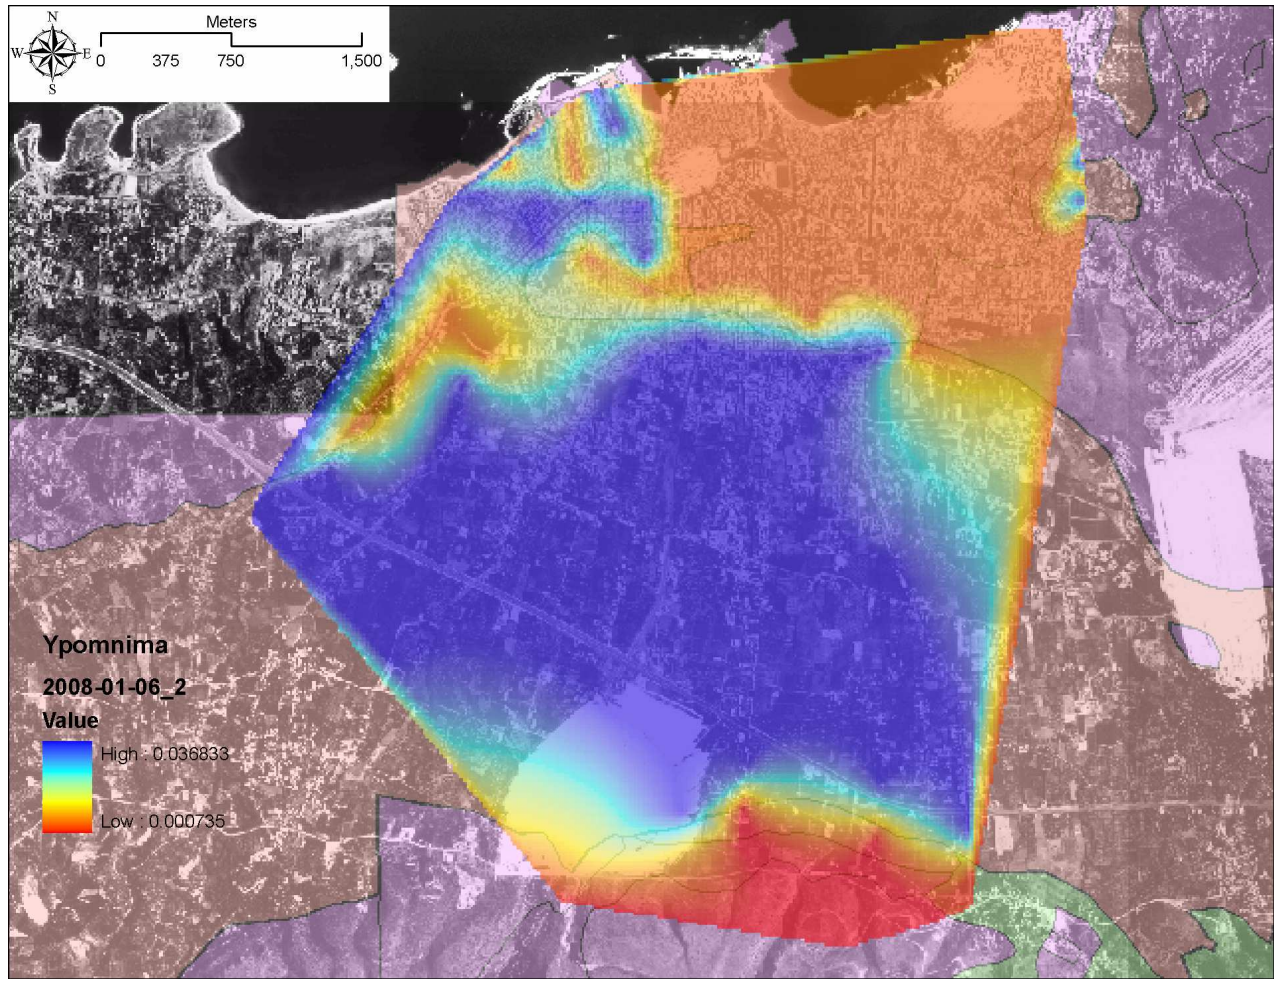 N
Meters
W E
0 375 750 1,500
S
Ypomnima
2008-01-06_2
Value
High : 0.036833
Low : 0.000735